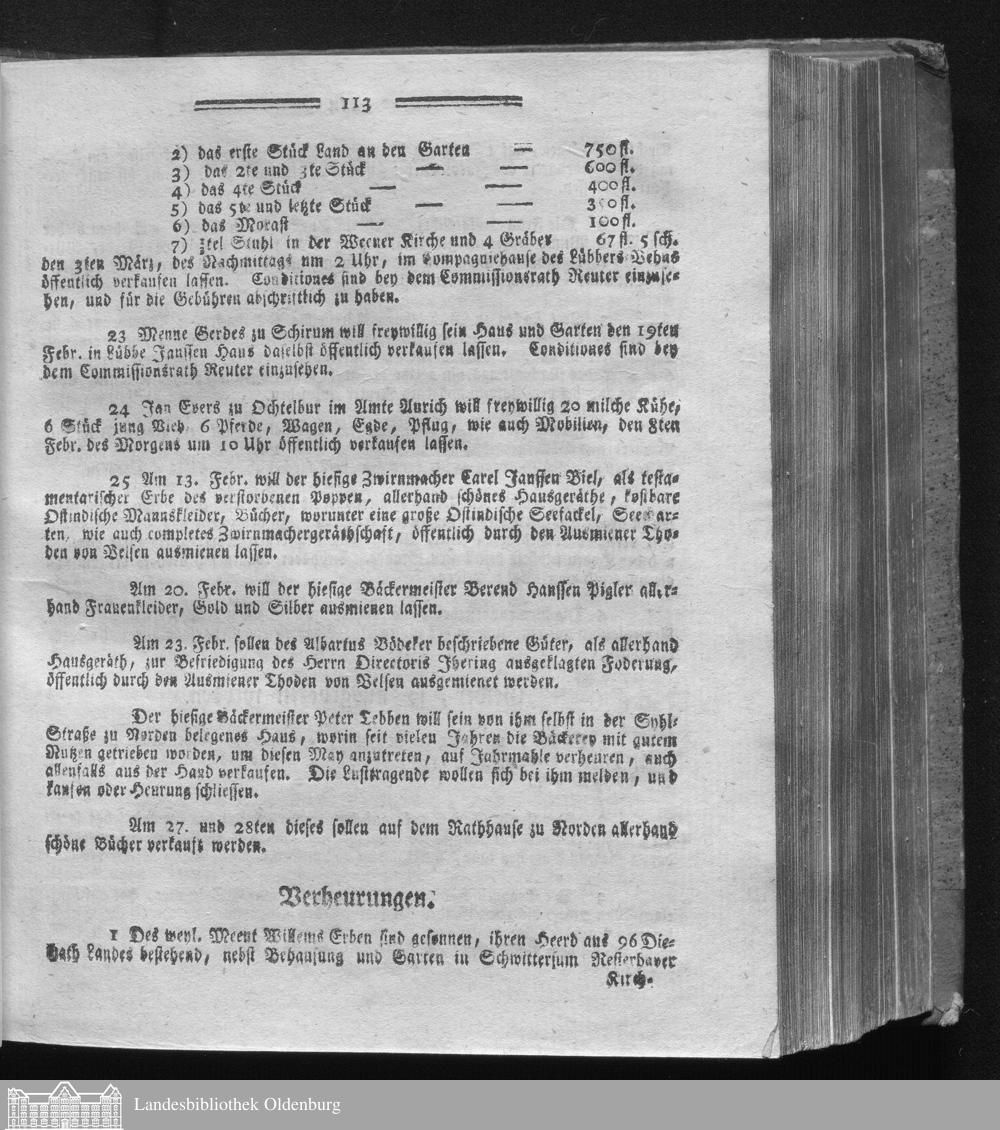 113
2) das erste Stück Land an den Garten — 750 fl.
3) das 2te und 3te Stück — — 600 fl.
4) das 4te Stück — — 400 fl.
5) das 5te und letzte Stück — — 300 fl.
6) das Morast — — 100 fl.
7) tel Stuhl in der Weener Kirche und 4 Gräber 67 fl. 5 sch.
den 3ten März, des Nachmittags um 2 Uhr, im Compagniehause des Lübbers Vehns
öffentlich verkaufen lassen. Conditiones sind bey dem Commissionsrath Reuter einzuse-
hen, und für die Gebühren abschriftlich zu haben.
23 Menne Gerdes zu Schirum will freywillig sein Haus und Garten den 19ten
Febr. in Lübbe Janssen Haus daselbst öffentlich verkaufen lassen. Conditiones sind bey
dem Commissionsrath Reuter einzusehen.
24 Jan Evers zu Ochtelbur im Amte Aurich will freywillig 20 milche Kühe,
6 Stück jung Vieh 6 Pferde, Wagen, Egde, Pflug, wie auch Mobilien, den 8ten
Febr. des Morgens um 10 Uhr öffentlich verkaufen lassen.
25 Am 13. Febr. will der hiesige Zwirnmacher Carel Janssen Biel, als testa-
mentarischer Erbe des verstorbenen Poppen, allerhand schönes Hausgeräthe, kostbare
Ostindische Mannskleider, Bücher, worunter eine große Ostindische Seefackel, Seekar-
ten, wie auch completes Zwirnmachergeräthschaft, öffentlich durch den Ausmiener Tho-
den von Velsen ausmienen lassen.
Am 20. Febr. will der hiesige Bäckermeister Berend Hanssen Pigler aller-
hand Frauenkleider, Gold und Silber ausmienen lassen.
Am 23. Febr. sollen des Albartus Bödeker beschriebene Güter, als allerhand
Hausgeräth, zur Befriedigung des Herrn Directoris Ihering ausgeklagten Foderung,
öffentlich durch den Ausmiener Thoden von Velsen ausgemienet werden.
Der hiesige Bäckermeister Peter Tebben will sein von ihm selbst in der Syhl-
Straße zu Norden belegenes Haus, worin seit vielen Jahren die Bäckerey mit gutem
Nutzen getrieben worden, um diesen May anzutreten, auf Jahrmahle verheuren, auch
allenfalls aus der Hand verkaufen. Die Lusttragende wollen sich bei ihm melden, und
kaufen oder Heurung schliessen.
Am 27. und 28ten dieses sollen auf dem Rathhause zu Norden allerhand
schöne Bücher verkauft werden.
Verheurungen.
1 Des weyl. Meent Willems Erben sind gesonnen, ihren Heerd aus 96 Die-
math Landes bestehend, nebst Behausung und Garten in Schwittersum Resterhaver
Kirch-
Landesbibliothek Oldenburg